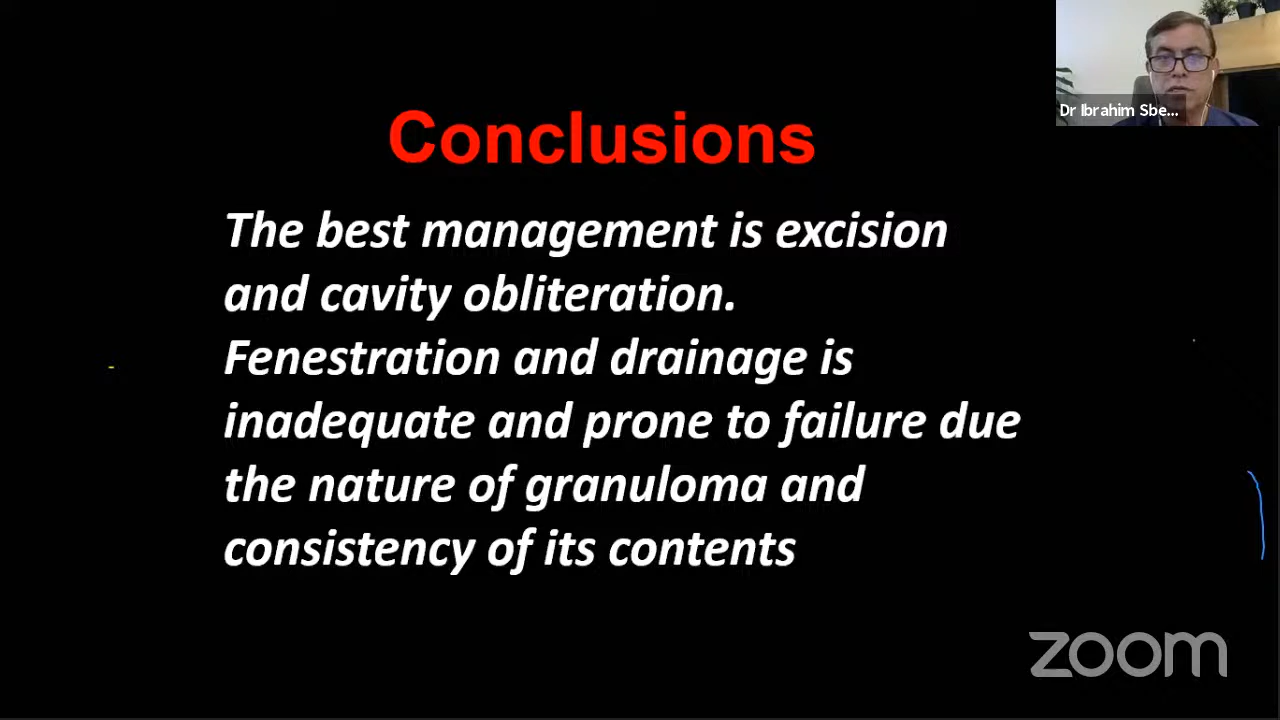 Dr Ibrahim Sbe...
Conclusions
The best management is excision
and cavity obliteration.
Fenestration and drainage is
inadequate and prone to failure due
the nature of granuloma and
consistency of its contents
zoom